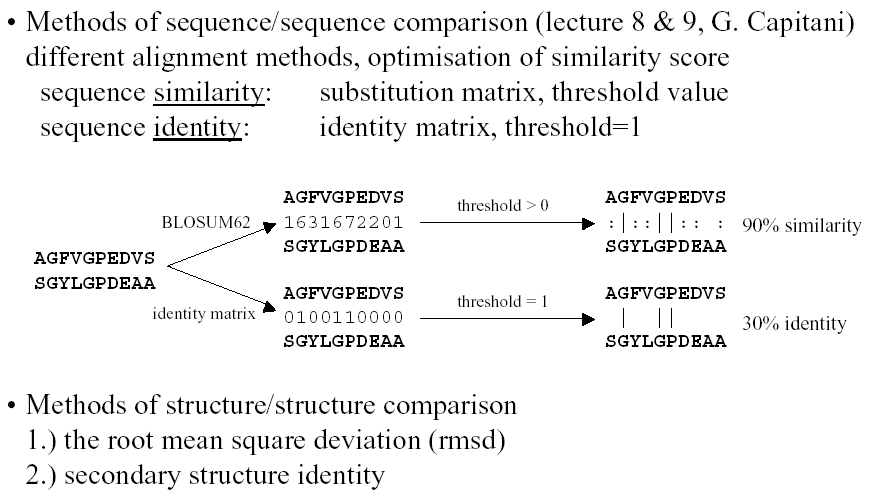 • Methods of sequence/sequence comparison (lecture 8 & 9, G. Capitani)
different alignment methods, optimisation of similarity score
sequence similarity: substitution matrix, threshold value
sequence identity: identity matrix, threshold=1
AGFVGPEDVS
SGYLGPDEAA
BLOSUM62
identity matrix
AGFVGPEDVS
1631672201
SGYLGPDEAA
threshold > 0
AGFVGPEDVS
:|::||:: :
SGYLGPDEAA
90% similarity
AGFVGPEDVS
0100110000
SGYLGPDEAA
threshold = 1
AGFVGPEDVS
| ||
SGYLGPDEAA
30% identity
• Methods of structure/structure comparison
1.) the root mean square deviation (rmsd)
2.) secondary structure identity